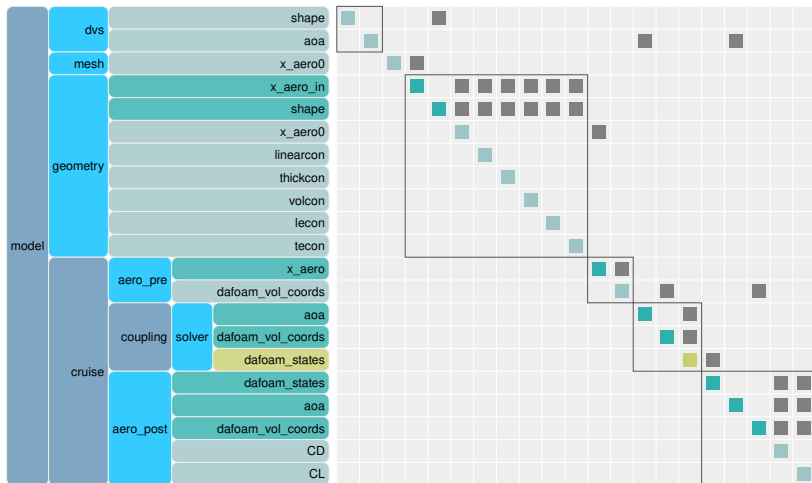 shape
dvs
aoa
mesh
x_aero0
x_aero_in
shape
x_aero0
linearcon
geometry
thickcon
volcon
lecon
tecon
model
x_aero
aero_pre
dafoam_vol_coords
aoa
coupling
solver
dafoam_vol_coords
dafoam_states
cruise
dafoam_states
aoa
aero_post
dafoam_vol_coords
CD
CL